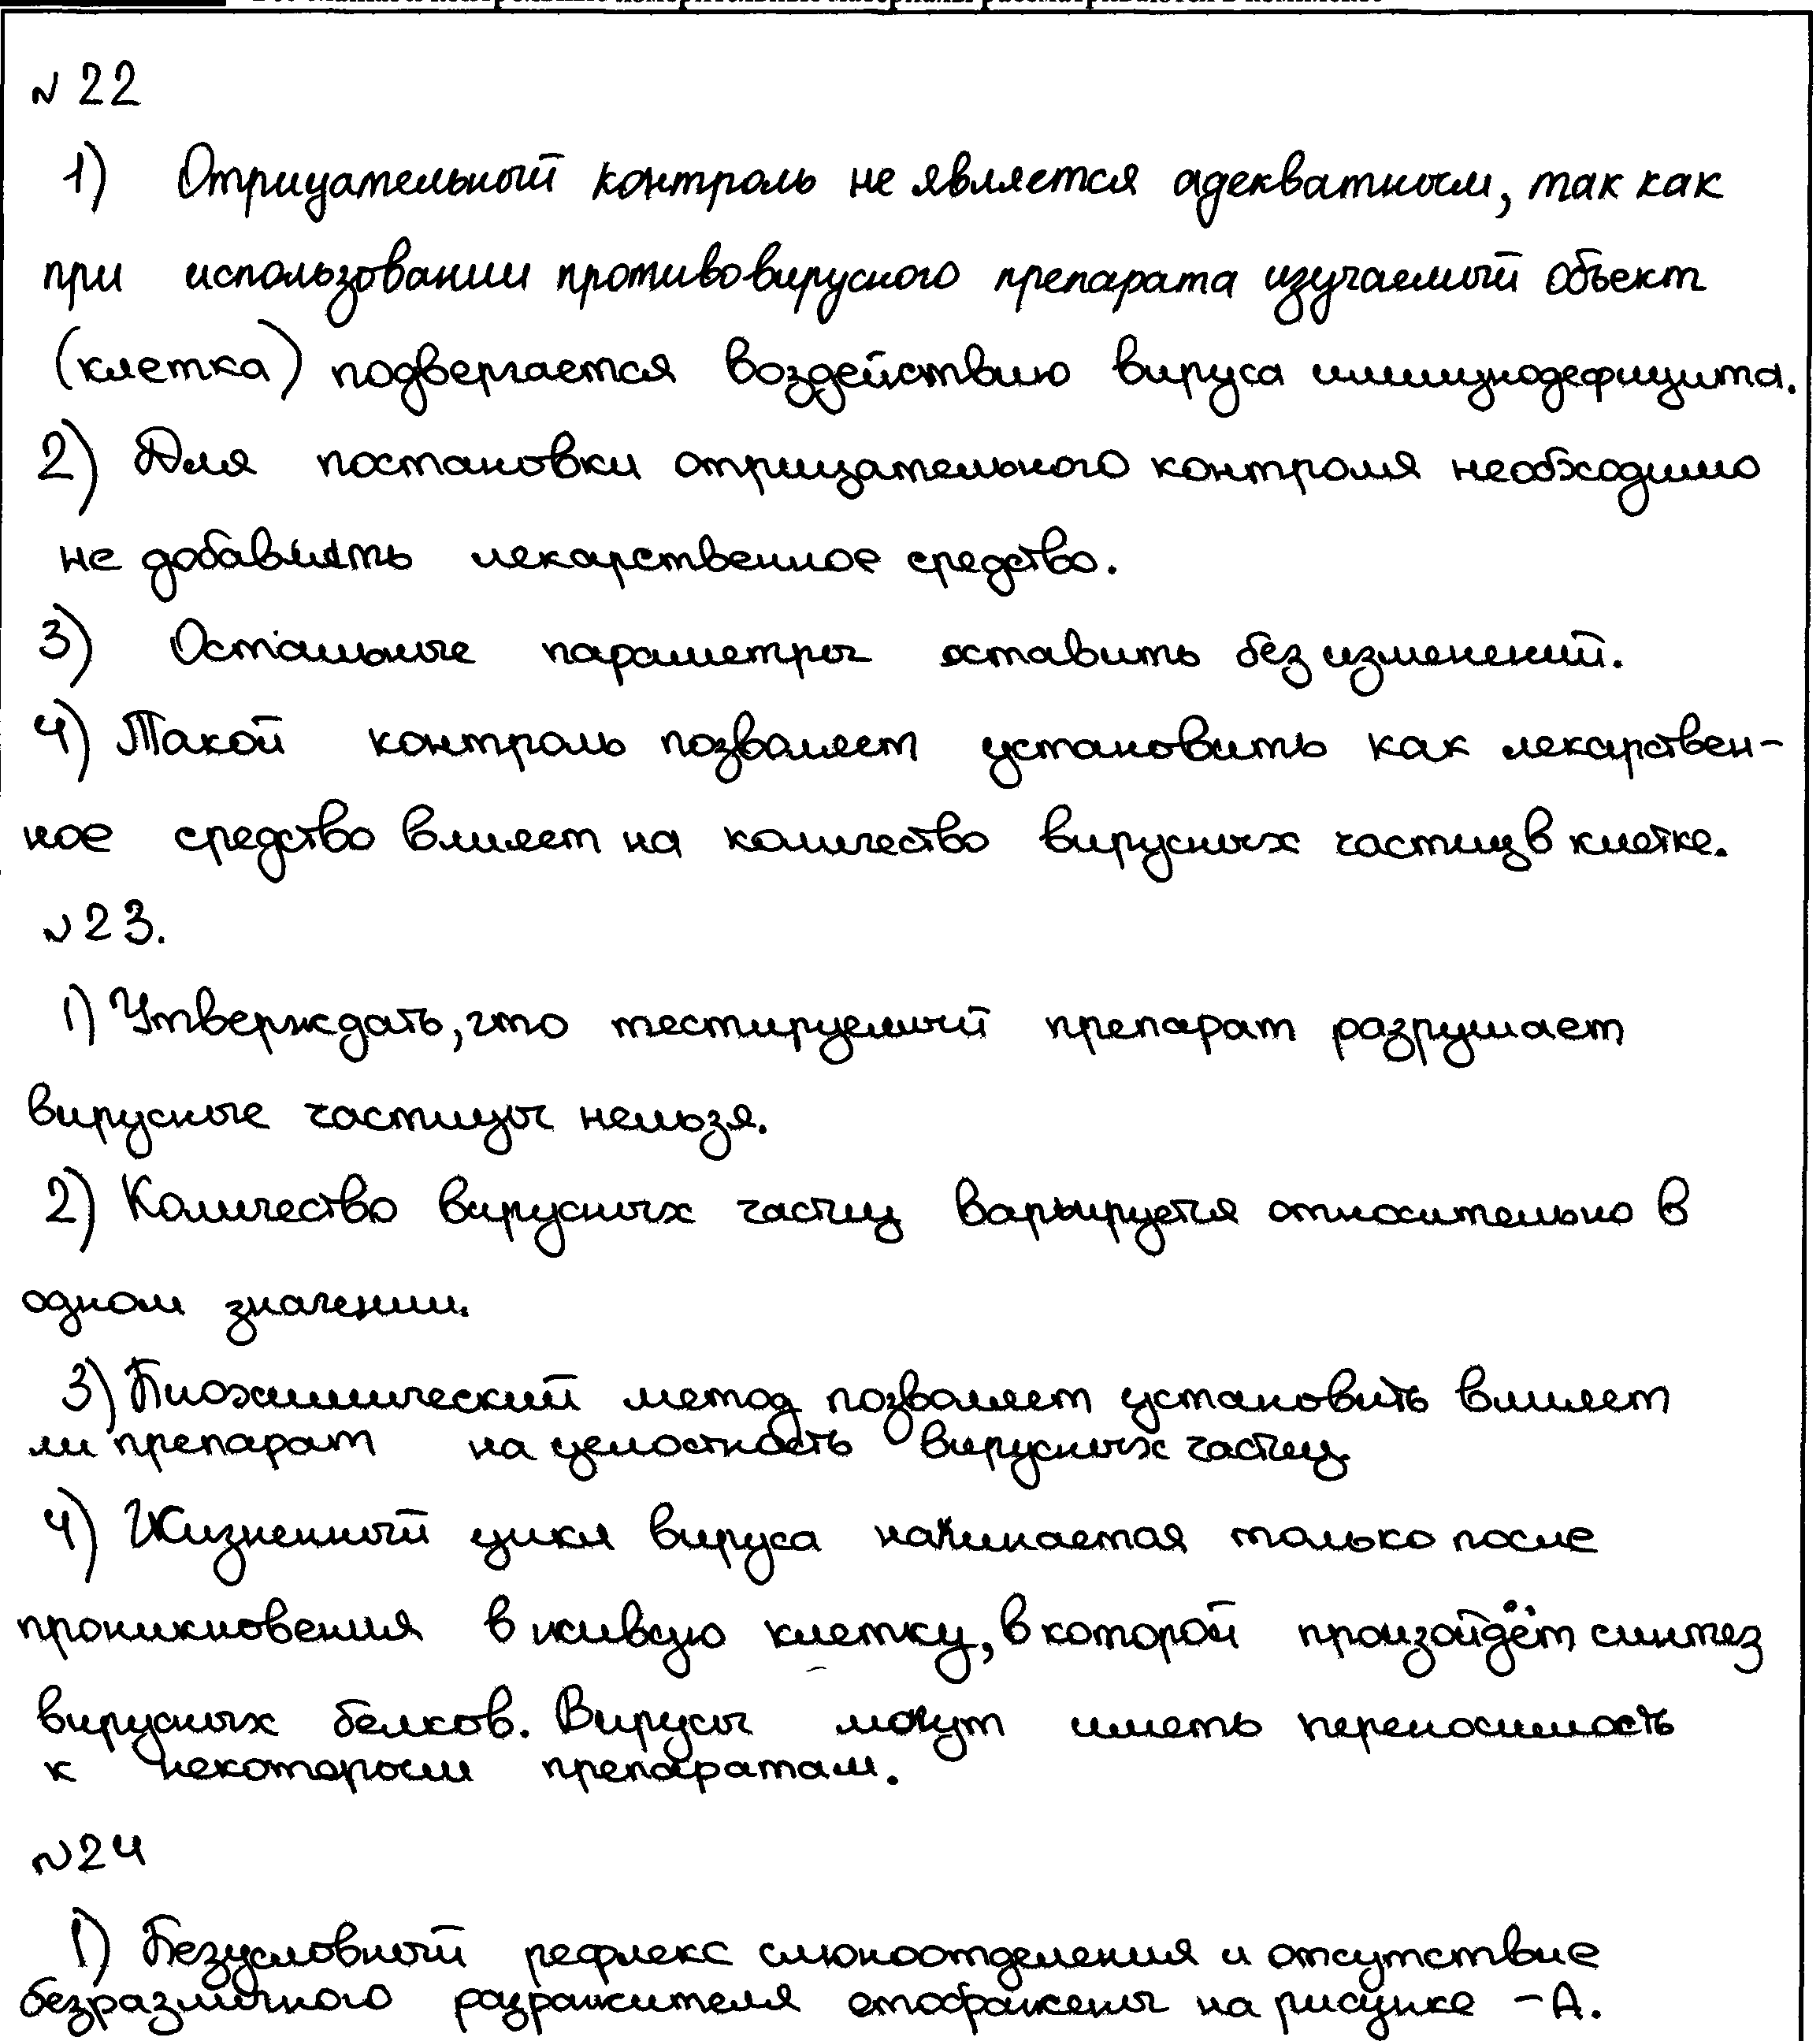 № 22
1) Отрицательный контроль не является адекватным, так как
при использовании противовирусного препарата изучаемый объект
(клетка) подвергается воздействию вируса иммунодефицита.
2) Для постановки отрицательного контроля необходимо
не добавлять лекарственное средство.
3) Остальные параметры оставить без изменений.
4) Такой контроль позволяет установить как лекарствен-
ное средство влияет на количество вирусных частиц в клетке.
№23.
1) Утверждать, что тестируемый препарат разрушает
вирусные частицы нельзя.
2) Количество вирусных частиц варьируется относительно в
одном значении.
3) Биохимический метод позволяет установить влияет
ли препарат на целостность вирусных частиц
4) Жизненный цикл вируса начинается только после
проникновения в живую клетку, в которой произойдёт синтез
вирусных белков. Вирусы могут иметь переносимость
к некоторым препаратам.
№24
1) Безусловный рефлекс слюноотделения и отсутствие
безразличного раздражителя отображены на рисунке - А.